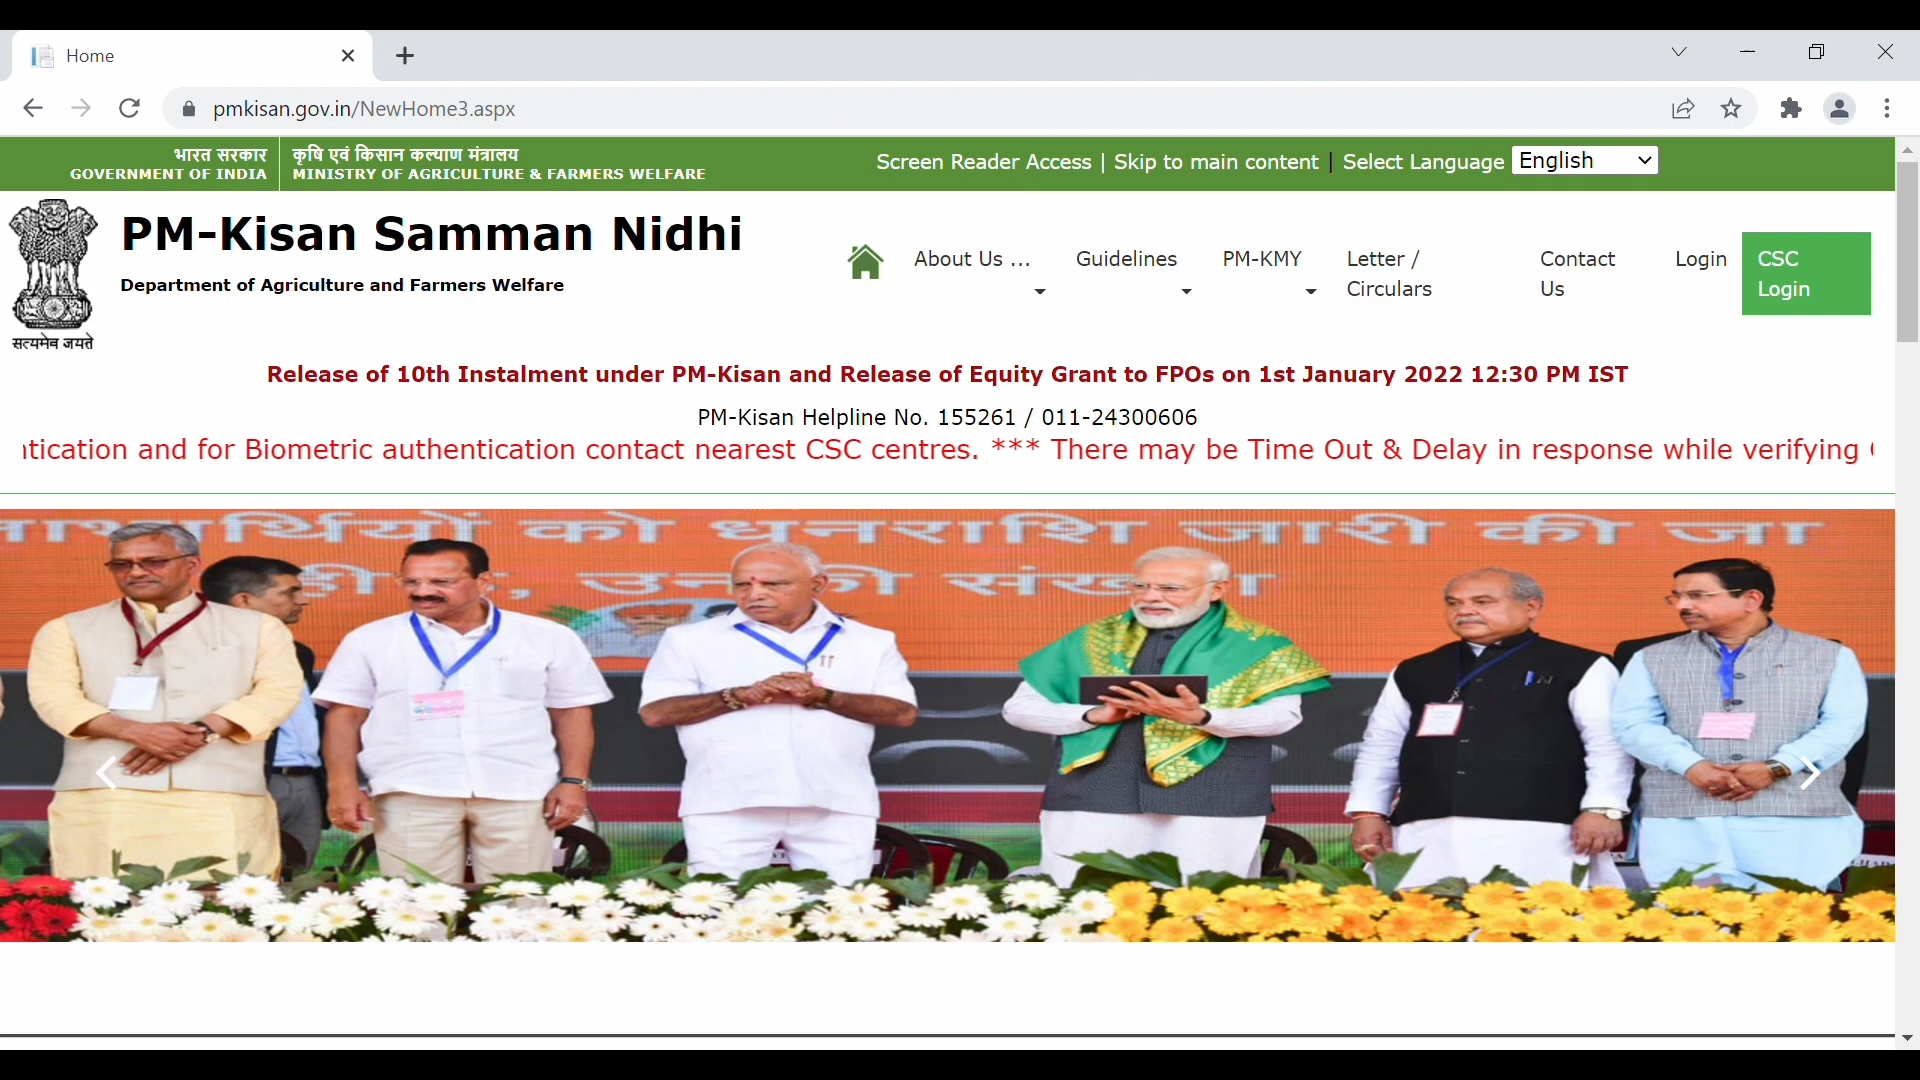 Home
pmkisan.gov.in/NewHome3.aspx
भारत सरकार
GOVERNMENT OF INDIA
कृषि एवं किसान कल्याण मंत्रालय
MINISTRY OF AGRICULTURE & FARMERS WELFARE
Screen Reader Access | Skip to main content | Select Language English
सत्यमेव जयते
PM-Kisan Samman Nidhi
Department of Agriculture and Farmers Welfare
About Us ...
Guidelines
PM-KMY
Letter /
Circulars
Contact
Us
Login
CSC
Login
Release of 10th Instalment under PM-Kisan and Release of Equity Grant to FPOs on 1st January 2022 12:30 PM IST
PM-Kisan Helpline No. 155261 / 011-24300606
ntication and for Biometric authentication contact nearest CSC centres. *** There may be Time Out & Delay in response while verifying
को धनराशि जारी की जा
उनकी संख्या